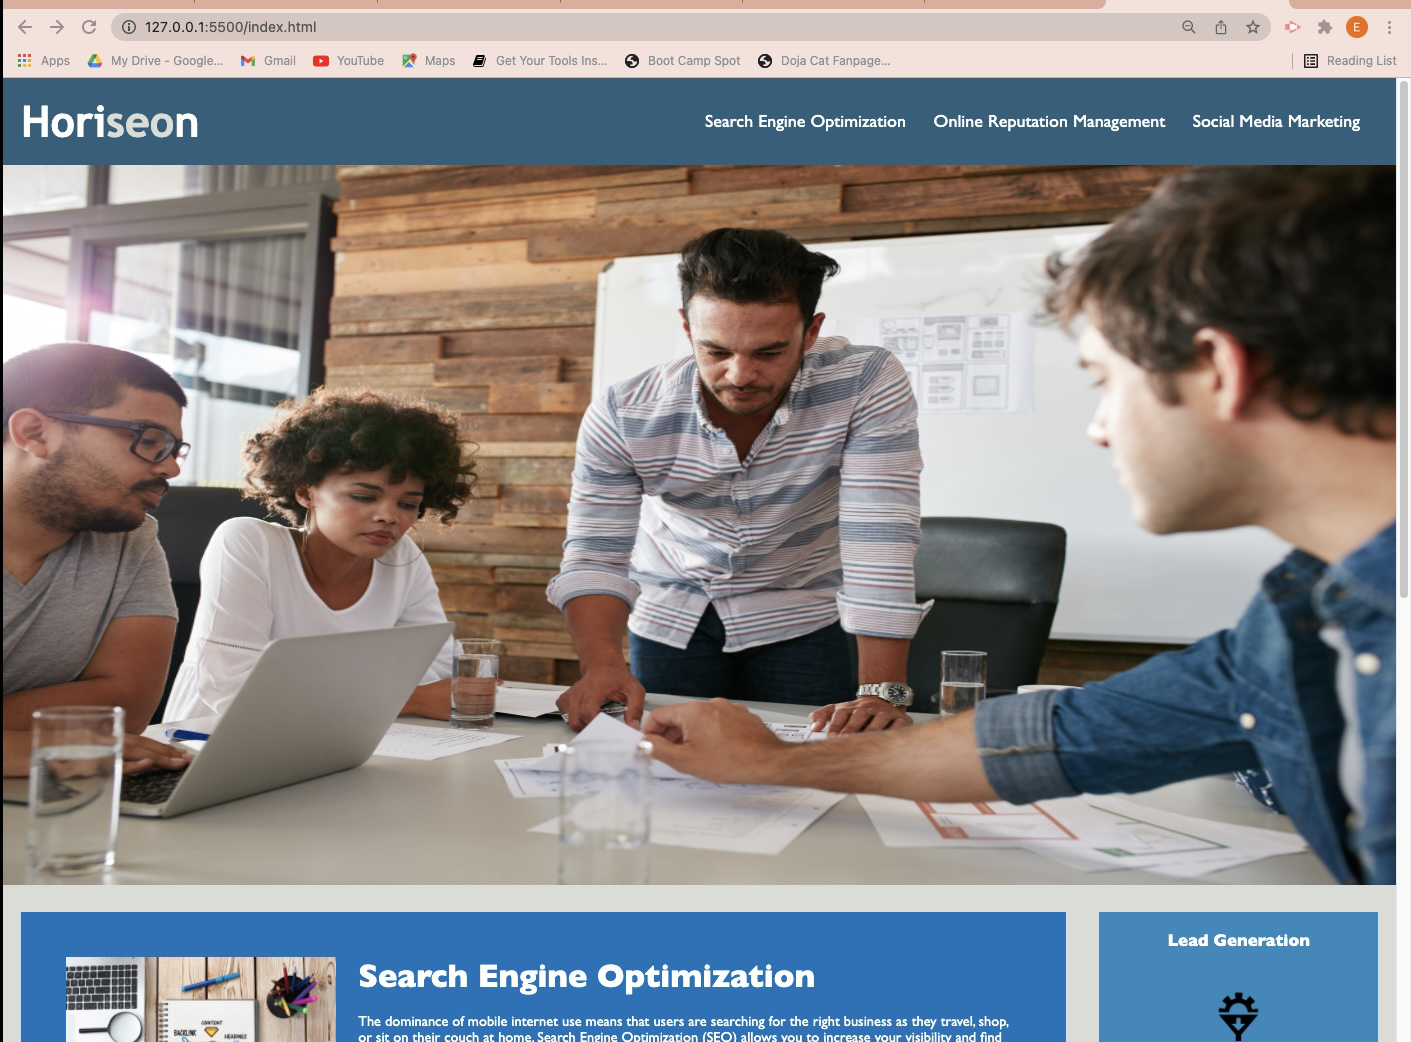 127.0.0.1:5500/index.html
E
Apps
My Drive - Google...
Gmail
YouTube
Maps
Get Your Tools Ins...
Boot Camp Spot
Doja Cat Fanpage...
Reading List
Horiseon
Search Engine Optimization
Online Reputation Management
Social Media Marketing
Search Engine Optimization
Lead Generation
CONTENT
BACKLINK
HEADINGS
The dominance of mobile internet use means that users are searching for the right business as they travel, shop,
or sit on their couch at home. Search Engine Optimization (SEO) allows you to increase your visibility and find